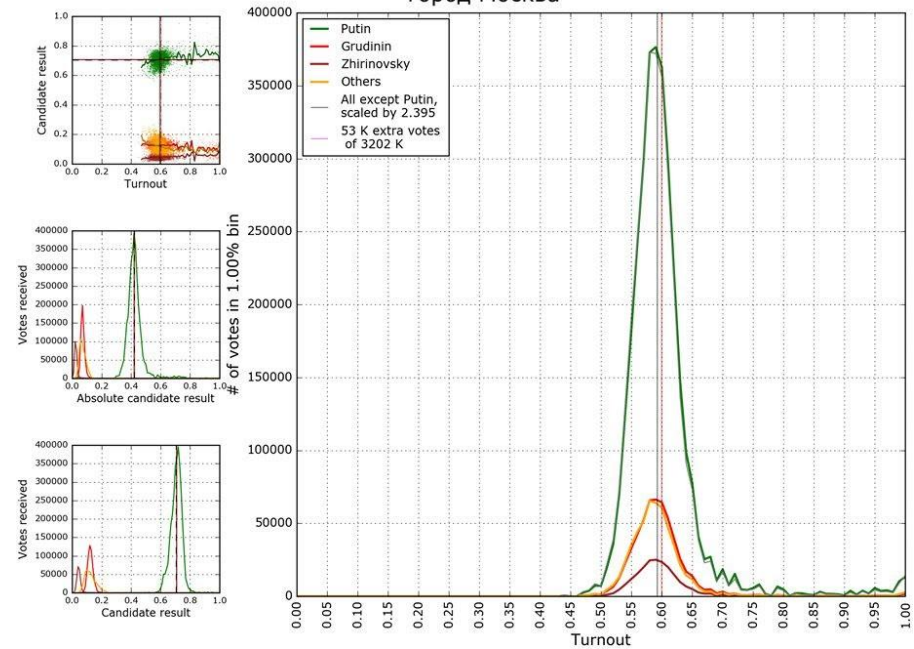 город Москва
1.0
0.8
0.6
0.4
0.2
0.0
Candidate result
0.0 0.2 0.4 0.6 0.8 1.0
Turnout
400000
350000
300000
250000
200000
150000
100000
50000
0
Votes received
0.0 0.2 0.4 0.6 0.8 1.0
Absolute candidate result
400000
350000
300000
250000
200000
150000
100000
50000
0
Votes received
0.0 0.2 0.4 0.6 0.8 1.0
Candidate result
400000
350000
300000
250000
200000
150000
100000
50000
0
# of votes in 1.00% bin
Putin
Grudinin
Zhirinovsky
Others
All except Putin,
scaled by 2.395
53 K extra votes
of 3202 K
0.00 0.05 0.10 0.15 0.20 0.25 0.30 0.35 0.40 0.45 0.50 0.55 0.60 0.65 0.70 0.75 0.80 0.85 0.90 0.95 1.00
Turnout